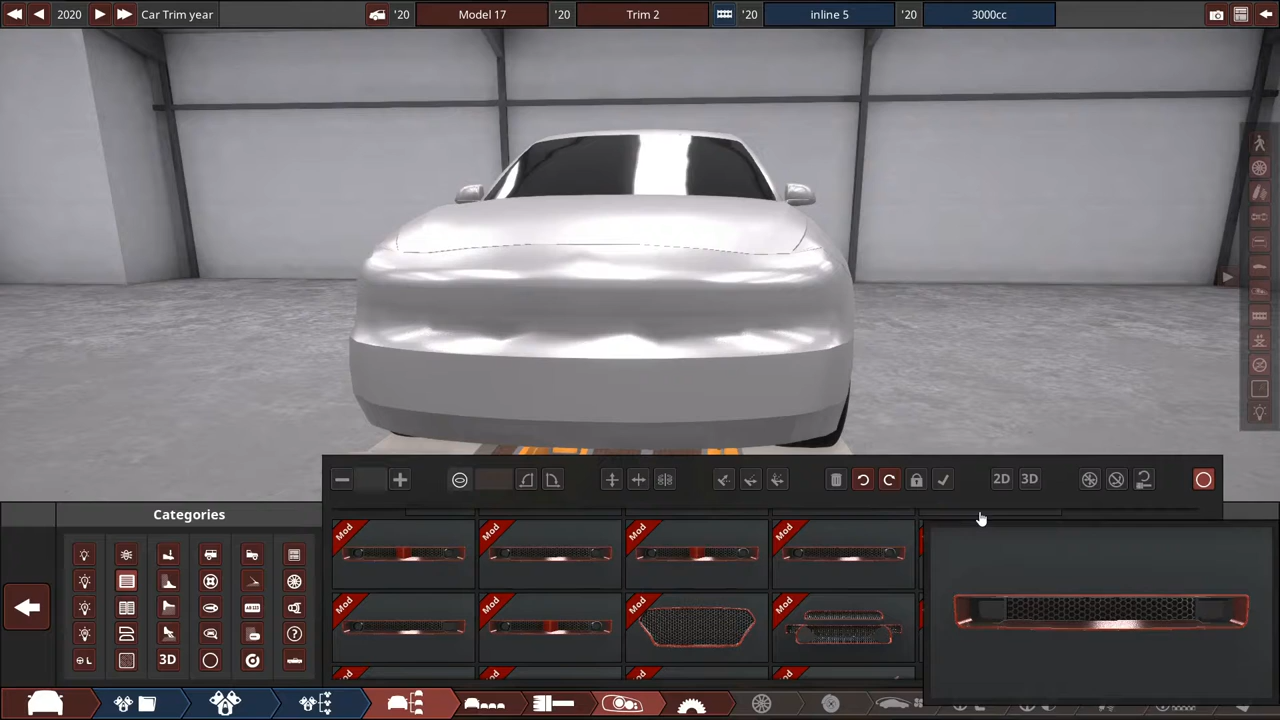 2020 Car Trim year '20 Model 17 '20 Trim 2 '20 inline 5 '20 3000cc
2D 3D
Categories
Mod Mod Mod Mod
Mod Mod Mod Mod
3D